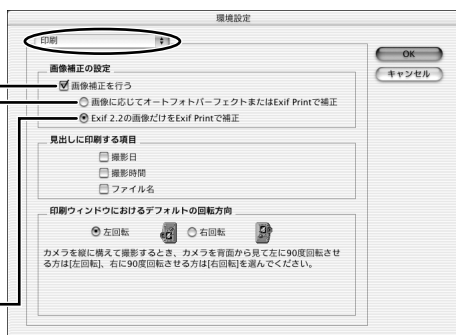 環境設定
印刷
OK
キャンセル
画像補正の設定
画像補正を行う
画像に応じてオートフォトパーフェクトまたはExif Printで補正
Exif 2.2の画像だけをExif Printで補正
見出しに印刷する項目
撮影日
撮影時間
ファイル名
印刷ウィンドウにおけるデフォルトの回転方向
左回転
右回転
カメラを縦に構えて撮影するとき、カメラを背面から見て左に90度回転させ
る方は[左回転]、右に90度回転させる方は[右回転]を選んでください。